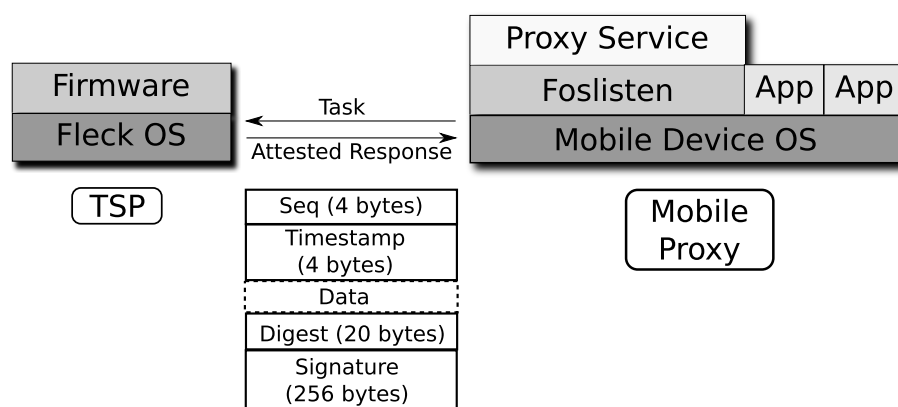 Proxy Service
Firmware
Foslisten
App
App
Task
Fleck OS
Mobile Device OS
Attested Response
TSP
Seq (4 bytes)
Mobile
Proxy
Timestamp
(4 bytes)
Data
Digest (20 bytes)
Signature
(256 bytes)